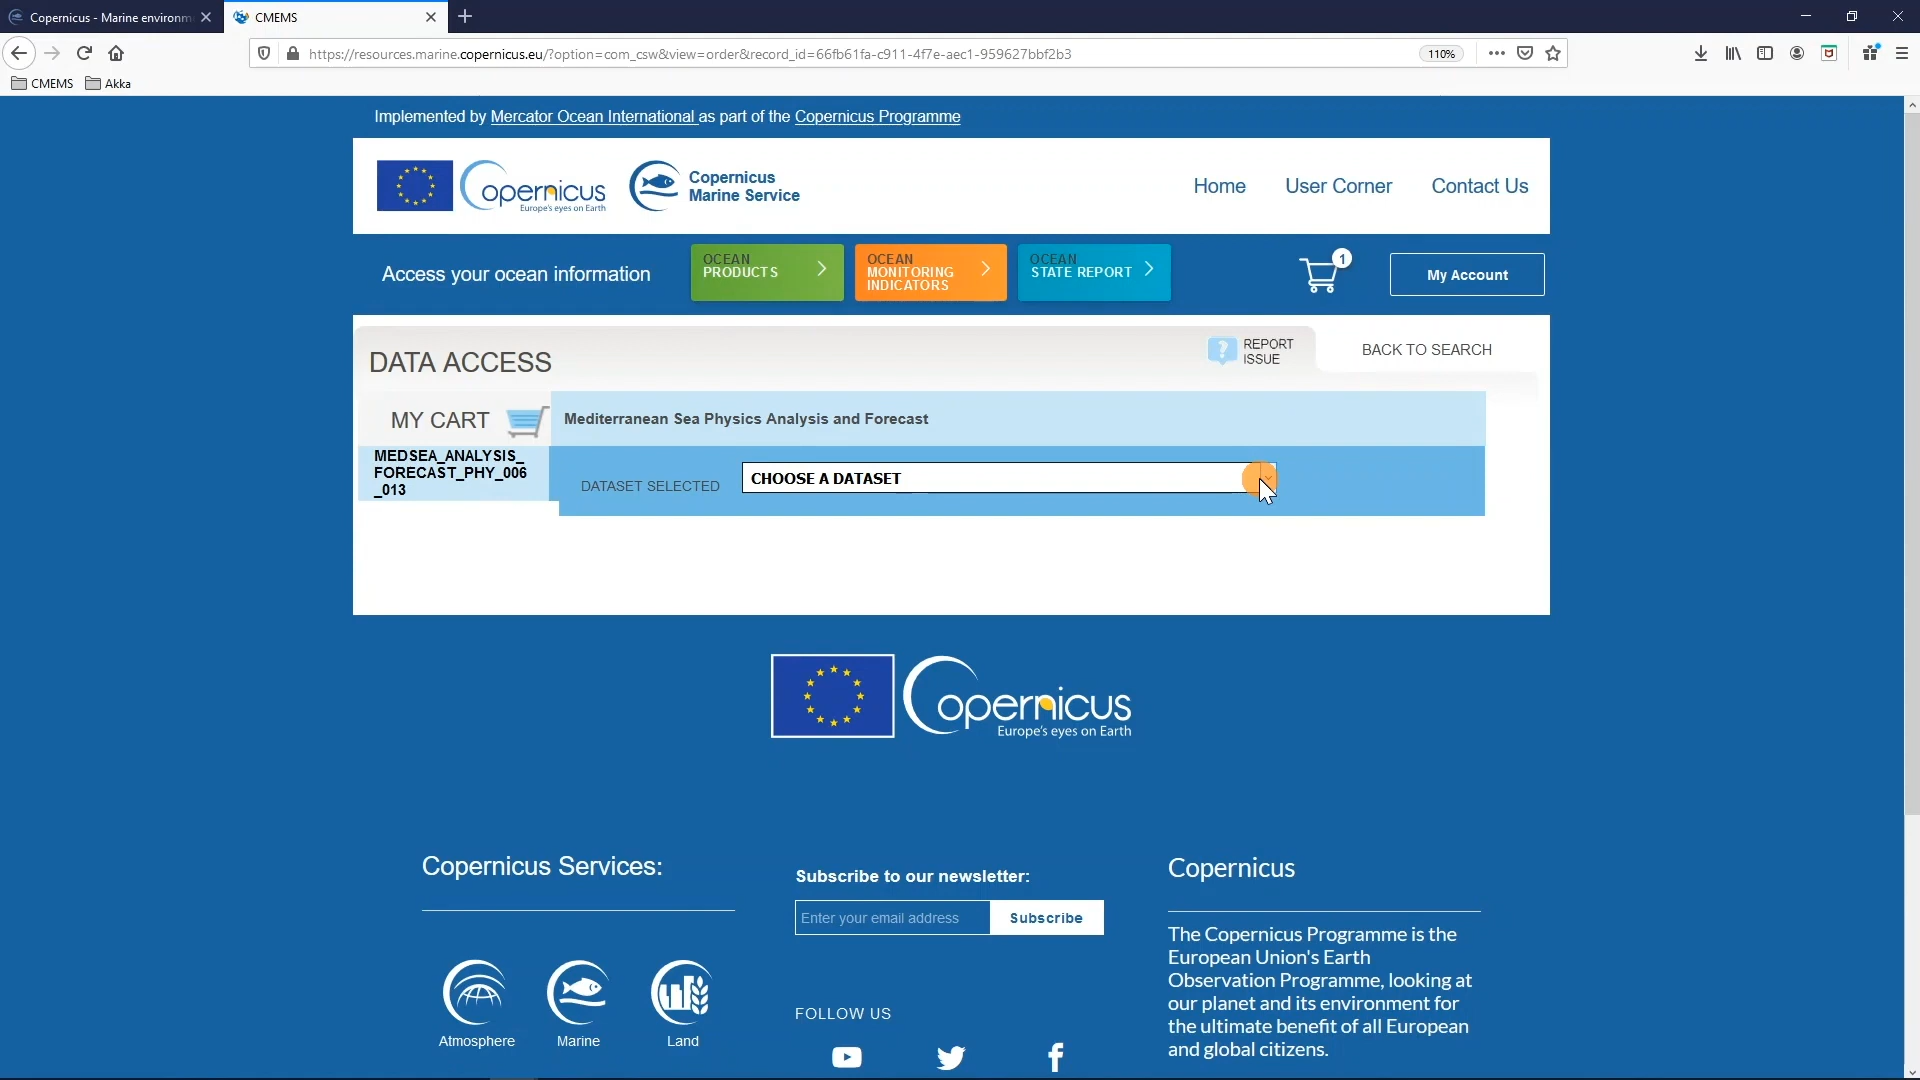 Copernicus - Marine environm
CMEMS
https://resources.marine.copernicus.eu/?option=com_csw&view=order&record_id=66fb61fa-c911-4f7e-aec1-959627bbf2b3
110%
CMEMS
Akka
Implemented by Mercator Ocean International as part of the Copernicus Programme
opernicus
Europe's eyes on Earth
Copernicus
Marine Service
Home
User Corner
Contact Us
Access your ocean information
OCEAN
PRODUCTS
OCEAN
MONITORING
INDICATORS
OCEAN
STATE REPORT
1
My Account
DATA ACCESS
REPORT
ISSUE
BACK TO SEARCH
MY CART
Mediterranean Sea Physics Analysis and Forecast
MEDSEA_ANALYSIS_
FORECAST_PHY_006
_013
DATASET SELECTED
CHOOSE A DATASET
opernicus
Europe's eyes on Earth
Copernicus Services:
Atmosphere
Marine
Land
Subscribe to our newsletter:
Enter your email address
Subscribe
FOLLOW US
Copernicus
The Copernicus Programme is the
European Union's Earth
Observation Programme, looking at
our planet and its environment for
the ultimate benefit of all European
and global citizens.